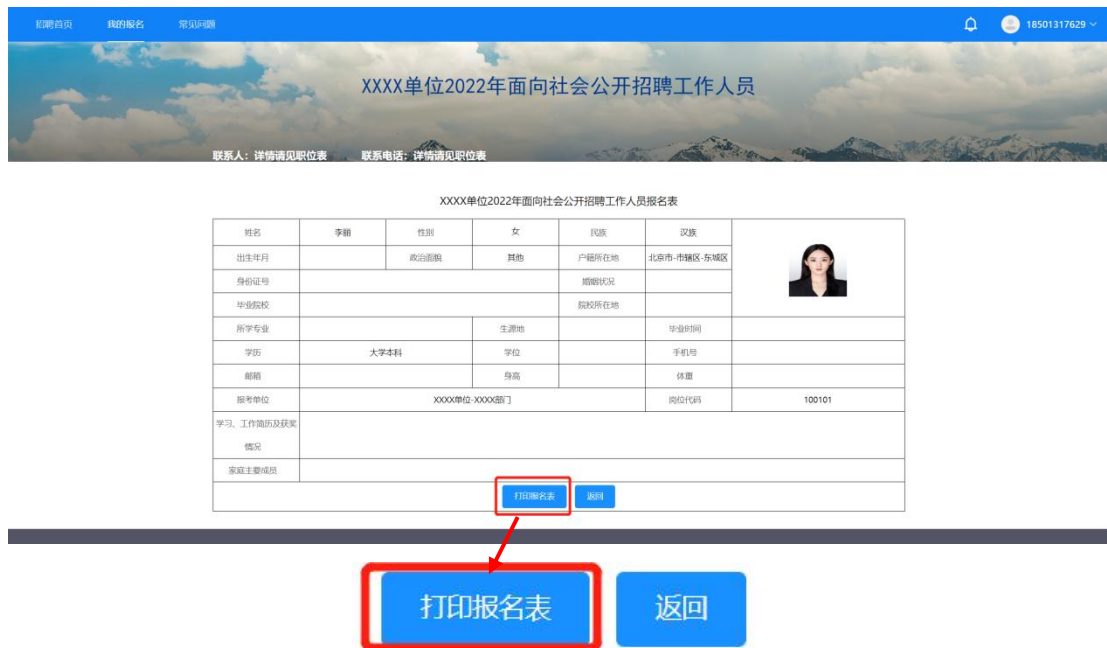 招聘首页 我的报名 常见问题 18501317629
XXXX单位2022年面向社会公开招聘工作人员
联系人：详情请见职位表 联系电话：详情请见职位表
XXXX单位2022年面向社会公开招聘工作人员报名表
姓名 李丽 性别 女 民族 汉族
出生年月 政治面貌 其他 户籍所在地 北京市-市辖区-东城区
身份证号 婚姻状况
毕业院校 院校所在地
所学专业 生源地 毕业时间
学历 大学本科 学位 手机号
邮箱 身高 体重
报考单位 XXXX单位-XXXX部门 岗位代码 100101
学习、工作简历及获奖
情况
家庭主要成员
打印报名表 返回
打印报名表 返回